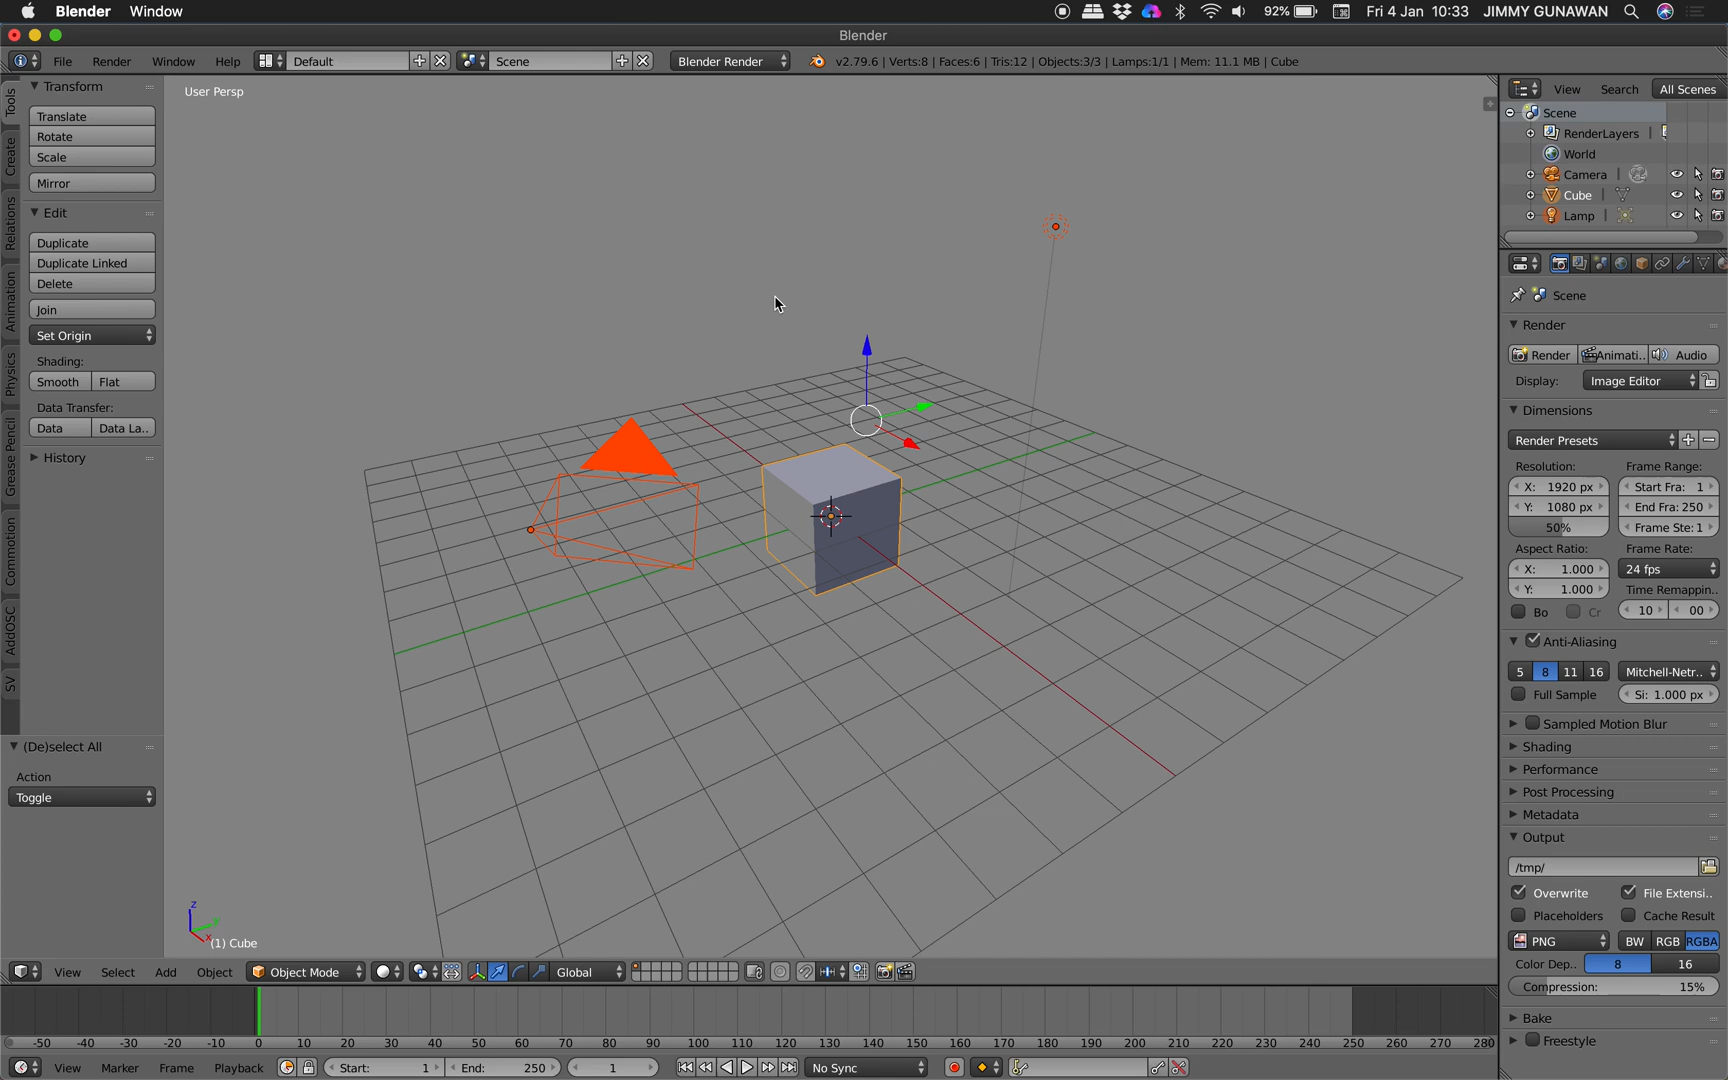 Blender Window 92% Fri 4 Jan 10:33 JIMMY GUNAWAN
Blender
File Render Window Help Default Scene Blender Render v2.79.6 | Verts:8 | Faces:6 | Tris:12 | Objects:3/3 | Lamps:1/1 | Mem: 11.1 MB | Cube
Tools
Create
Relations
Animation
Physics
Grease Pencil
Commotion
AddOSC
SV
Transform
Translate
Rotate
Scale
Mirror
Edit
Duplicate
Duplicate Linked
Delete
Join
Set Origin
Shading:
Smooth Flat
Data Transfer:
Data Data La..
History
(De)select All
Action
Toggle
User Persp
z
(1) Cube
View Select Add Object Object Mode Global
-50 -40 -30 -20 -10 0 10 20 30 40 50 60 70 80 90 100 110 120 130 140 150 160 170 180 190 200 210 220 230 240 250 260 270 280
View Marker Frame Playback Start: 1 End: 250 1 No Sync
View Search All Scenes
Scene
RenderLayers |
World
Camera |
Cube |
Lamp |
Scene
Render
Render Animati.. Audio
Display: Image Editor
Dimensions
Render Presets
Resolution: Frame Range:
X: 1920 px Start Fra: 1
Y: 1080 px End Fra: 250
50% Frame Ste: 1
Aspect Ratio: Frame Rate:
X: 1.000 24 fps
Y: 1.000 Time Remappin..
Bo Cr 10 00
Anti-Aliasing
5 8 11 16 Mitchell-Netr..
Full Sample Si: 1.000 px
Sampled Motion Blur
Shading
Performance
Post Processing
Metadata
Output
/tmp/
Overwrite File Extensi..
Placeholders Cache Result
PNG BW RGB RGBA
Color Dep.. 8 16
Compression: 15%
Bake
Freestyle